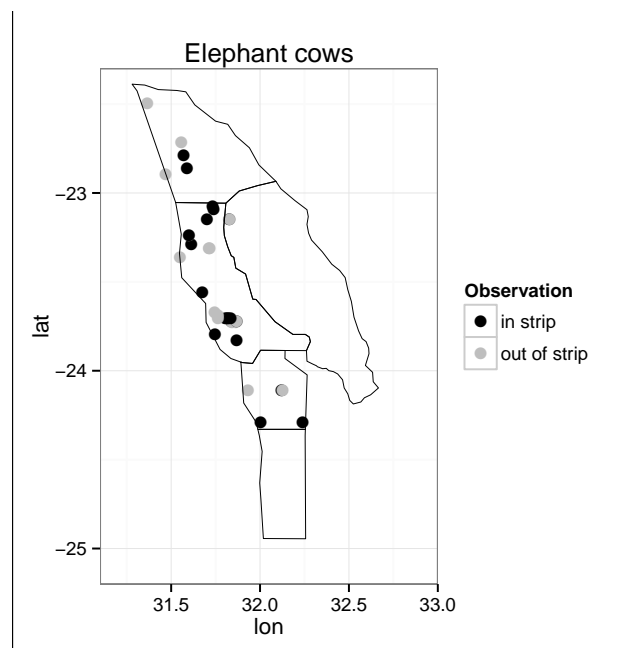 Elephant cows
−23
−24
−25
lat
31.5 32.0 32.5 33.0
lon
Observation
in strip
out of strip